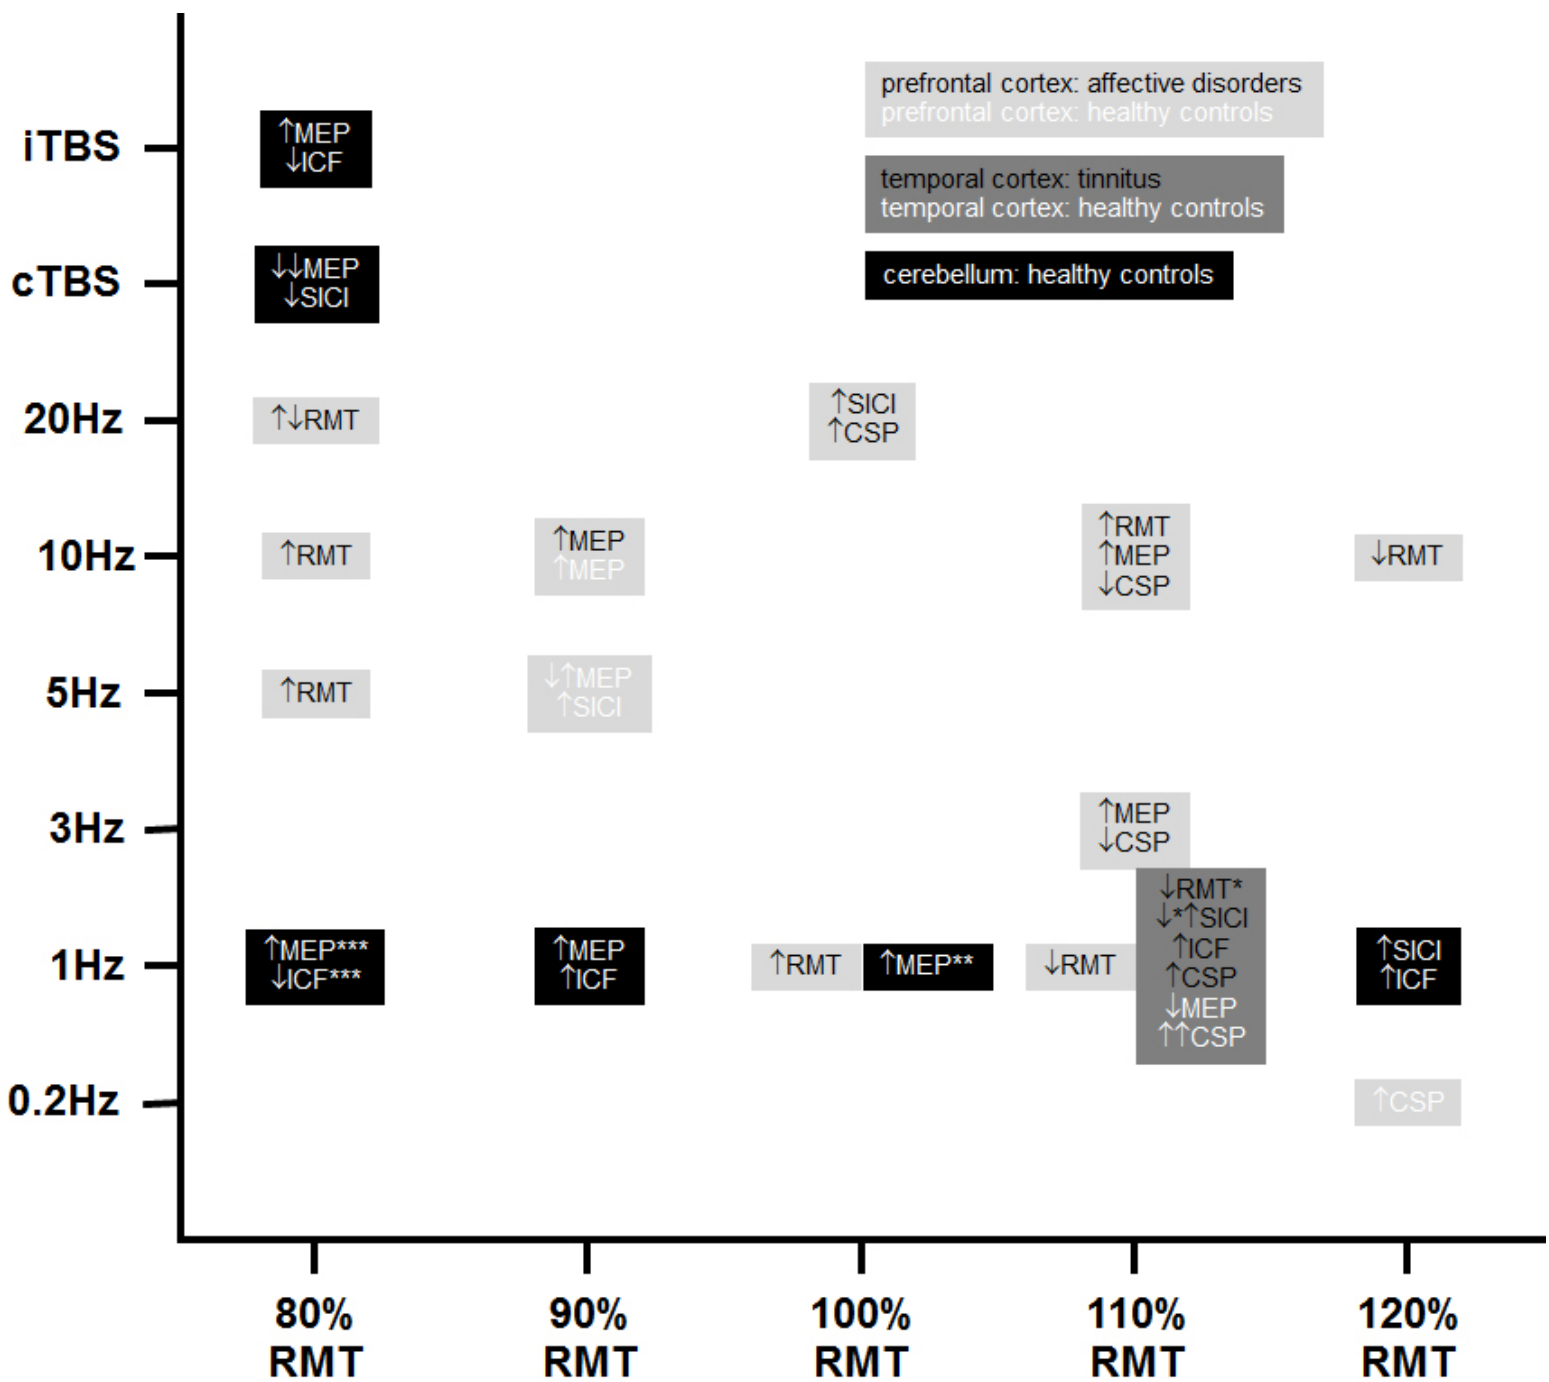 prefrontal cortex: affective disorders
prefrontal cortex: healthy controls
temporal cortex: tinnitus
temporal cortex: healthy controls
cerebellum: healthy controls
iTBS
↑MEP
↓ICF
cTBS
↓↓MEP
↓SICI
20Hz
↑↓RMT
↑SICI
↑CSP
10Hz
↑RMT
↑MEP
↑MEP
↑RMT
↑MEP
↓CSP
↓RMT
5Hz
↑RMT
↓↑MEP
↑SICI
3Hz
↑MEP
↓CSP
1Hz
↑MEP***
↓ICF***
↑MEP
↑ICF
↑RMT
↑MEP**
↓RMT
↓RMT*
↓*↑SICI
↑ICF
↑CSP
↓MEP
↑↑CSP
↑SICI
↑ICF
0.2Hz
↑CSP
80%
RMT
90%
RMT
100%
RMT
110%
RMT
120%
RMT